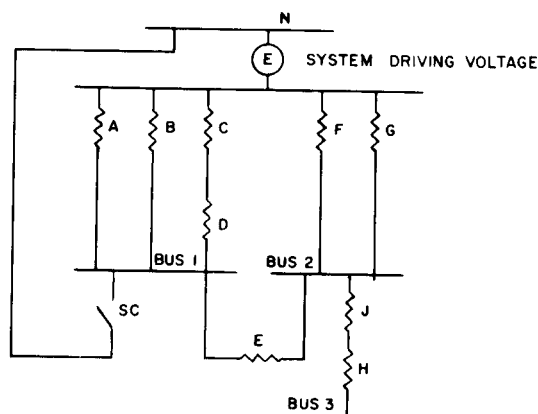 N
E SYSTEM DRIVING VOLTAGE
A B C F G
D
BUS 1 BUS 2
SC
J
E
H
BUS 3